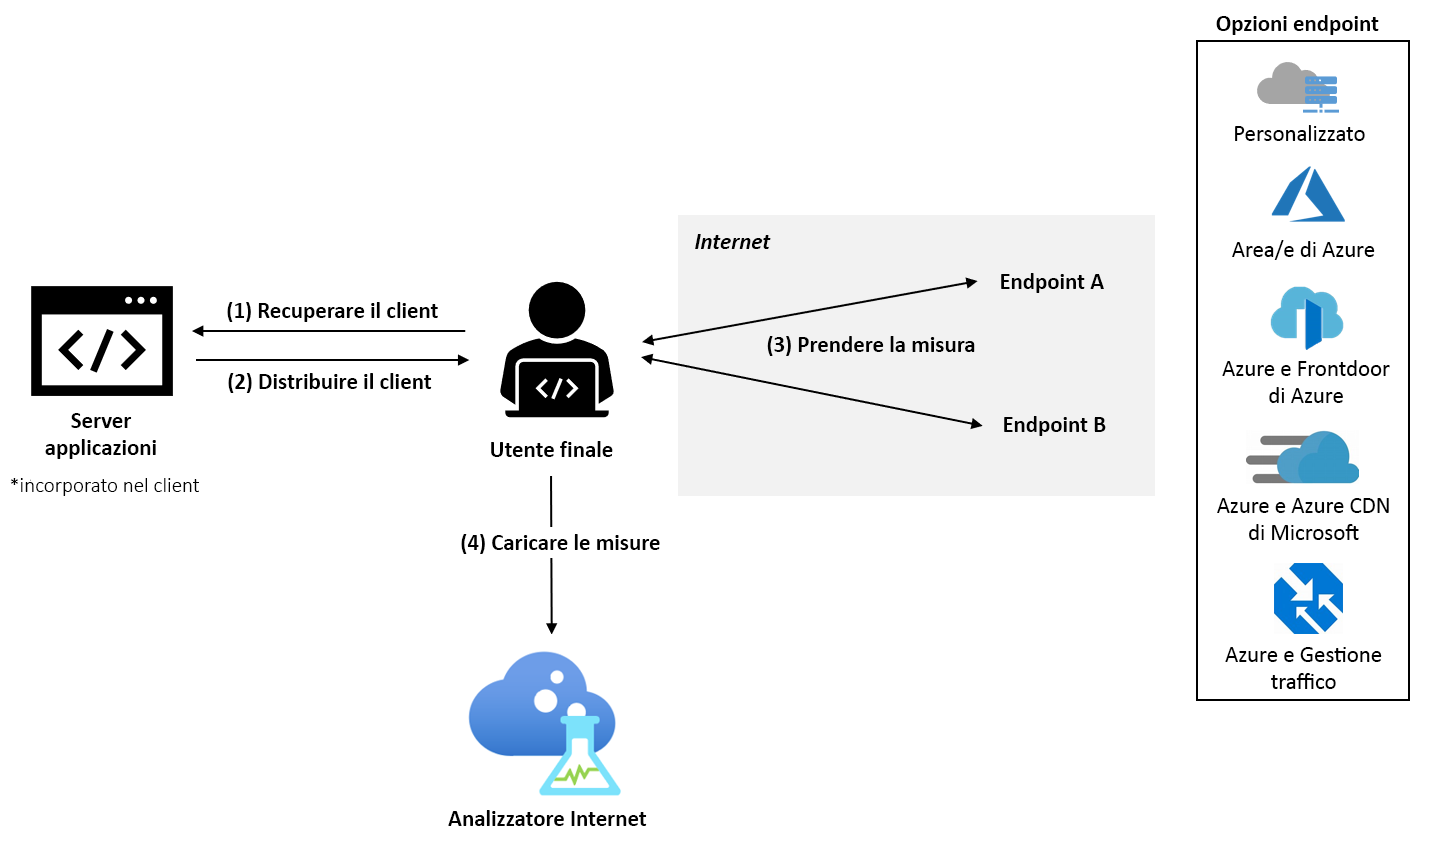 Opzioni endpoint
Personalizzato
Area/e di Azure
Azure e Frontdoor
di Azure
Azure e Azure CDN
di Microsoft
Azure e Gestione
traffico
Internet
Endpoint A
(3) Prendere la misura
Endpoint B
(1) Recuperare il client
(2) Distribuire il client
Server
applicazioni
*incorporato nel client
Utente finale
(4) Caricare le misure
Analizzatore Internet